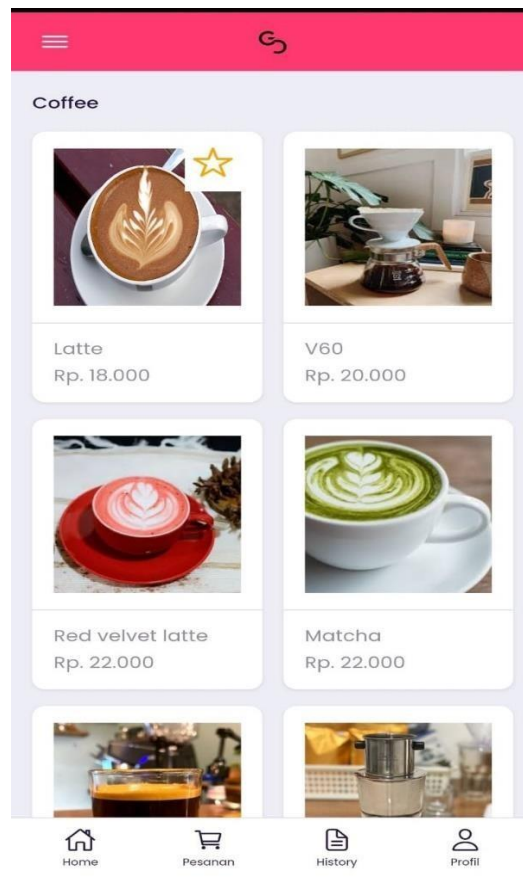 Coffee
Latte
Rp. 18.000
V60
Rp. 20.000
Red velvet latte
Rp. 22.000
Matcha
Rp. 22.000
Home
Pesanan
History
Profil